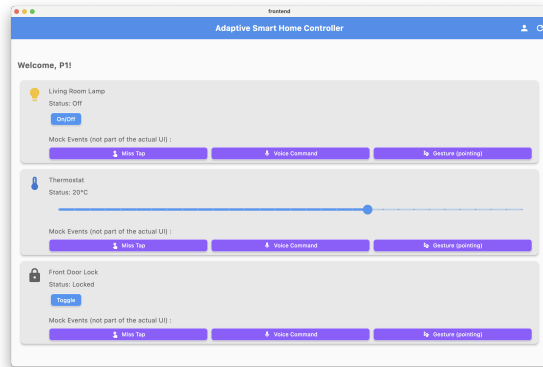 frontend
Adaptive Smart Home Controller
Welcome, P1!
Living Room Lamp
Status: Off
On/Off
Mock Events (not part of the actual UI) :
Miss Tap
Voice Command
Gesture (pointing)
Thermostat
Status: 20°C
Mock Events (not part of the actual UI) :
Miss Tap
Voice Command
Gesture (pointing)
Front Door Lock
Status: Locked
Toggle
Mock Events (not part of the actual UI) :
Miss Tap
Voice Command
Gesture (pointing)